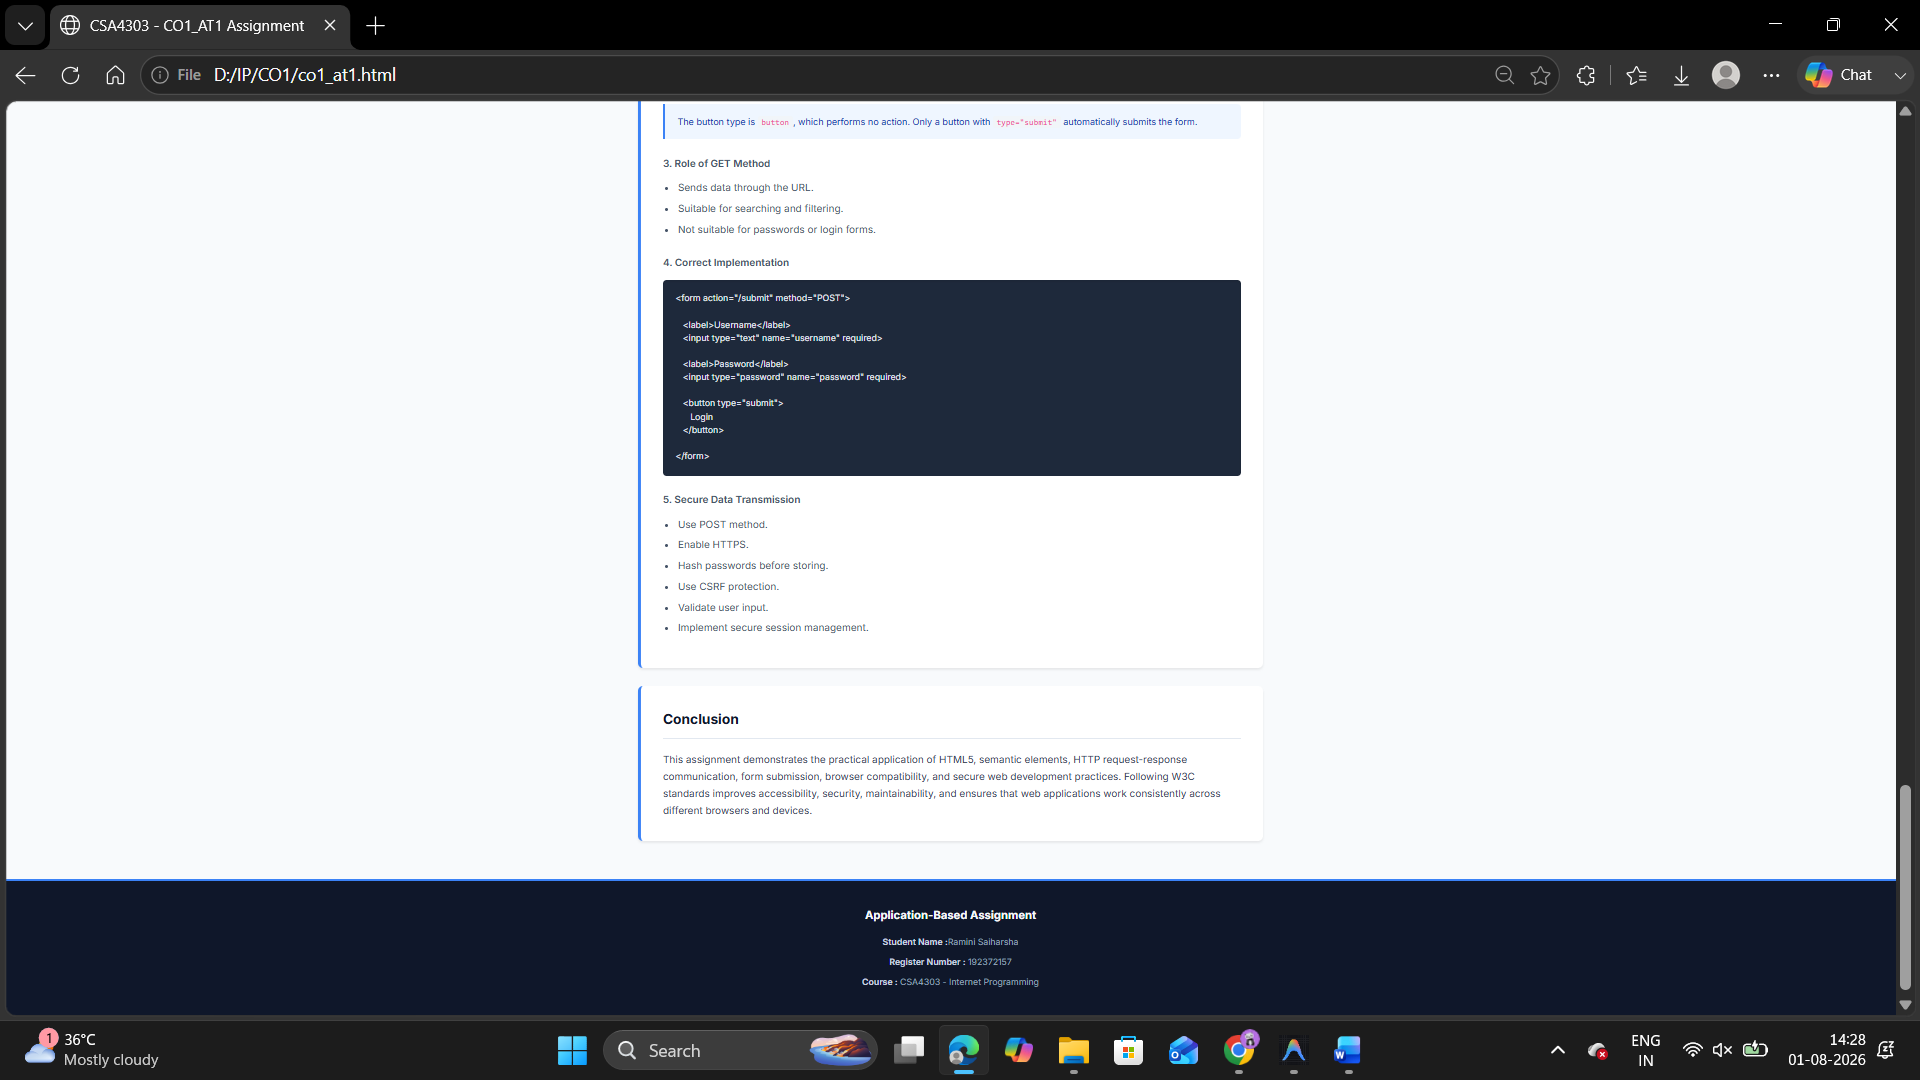 CSA4303 - CO1_AT1 Assignment
File D:/IP/CO1/co1_at1.html
Chat
The button type is button , which performs no action. Only a button with type="submit" automatically submits the form.
3. Role of GET Method
• Sends data through the URL.
• Suitable for searching and filtering.
• Not suitable for passwords or login forms.
4. Correct Implementation
<form action="/submit" method="POST">
<label>Username</label>
<input type="text" name="username" required>
<label>Password</label>
<input type="password" name="password" required>
<button type="submit">
Login
</button>
</form>
5. Secure Data Transmission
• Use POST method.
• Enable HTTPS.
• Hash passwords before storing.
• Use CSRF protection.
• Validate user input.
• Implement secure session management.
Conclusion
This assignment demonstrates the practical application of HTML5, semantic elements, HTTP request-response
communication, form submission, browser compatibility, and secure web development practices. Following W3C
standards improves accessibility, security, maintainability, and ensures that web applications work consistently across
different browsers and devices.
Application-Based Assignment
Student Name :Ramini Saiharsha
Register Number : 192372157
Course : CSA4303 - Internet Programming
1
36°C
Mostly cloudy
Search
ENG
IN
14:28
01-08-2026